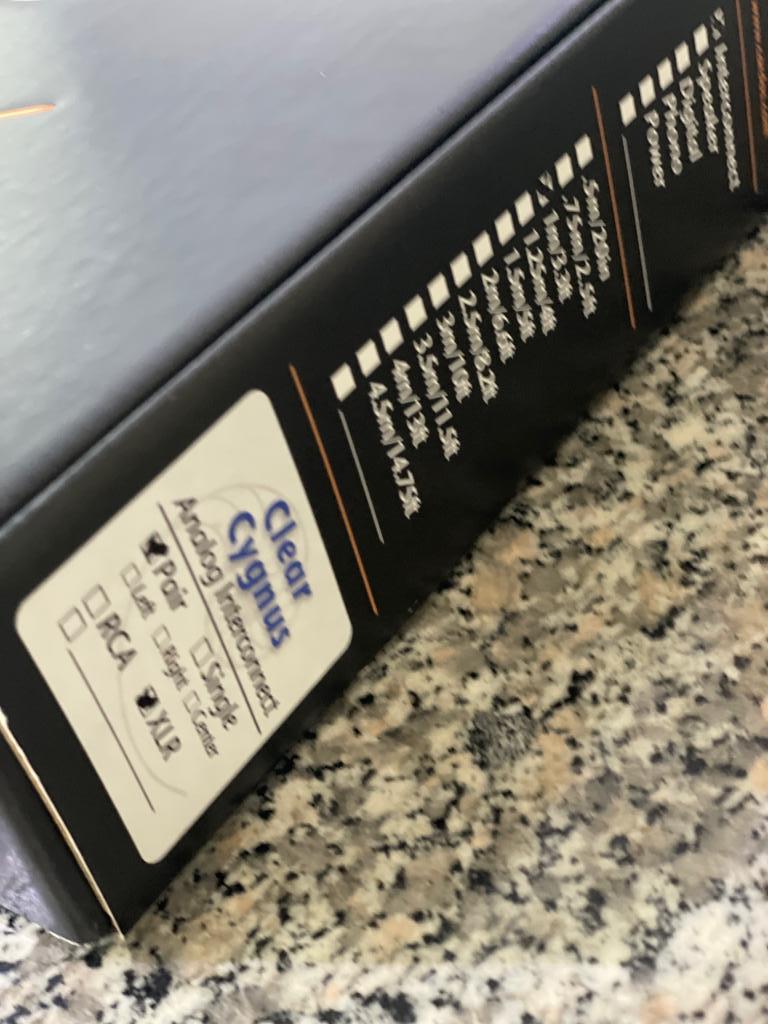 Interconnect
Speaker
Digital
Phono
Power
.5m/20in
.75m/2.5ft
1m/3.3ft
1.25m/4ft
1.5m/5ft
2m/6.6ft
2.5m/8.2ft
3m/10ft
3.5m/11.5ft
4m/13ft
4.5m/14.75ft
Clear
Cygnus
Analog Interconnect
Pair Single
Left Right Center
RCA XLR